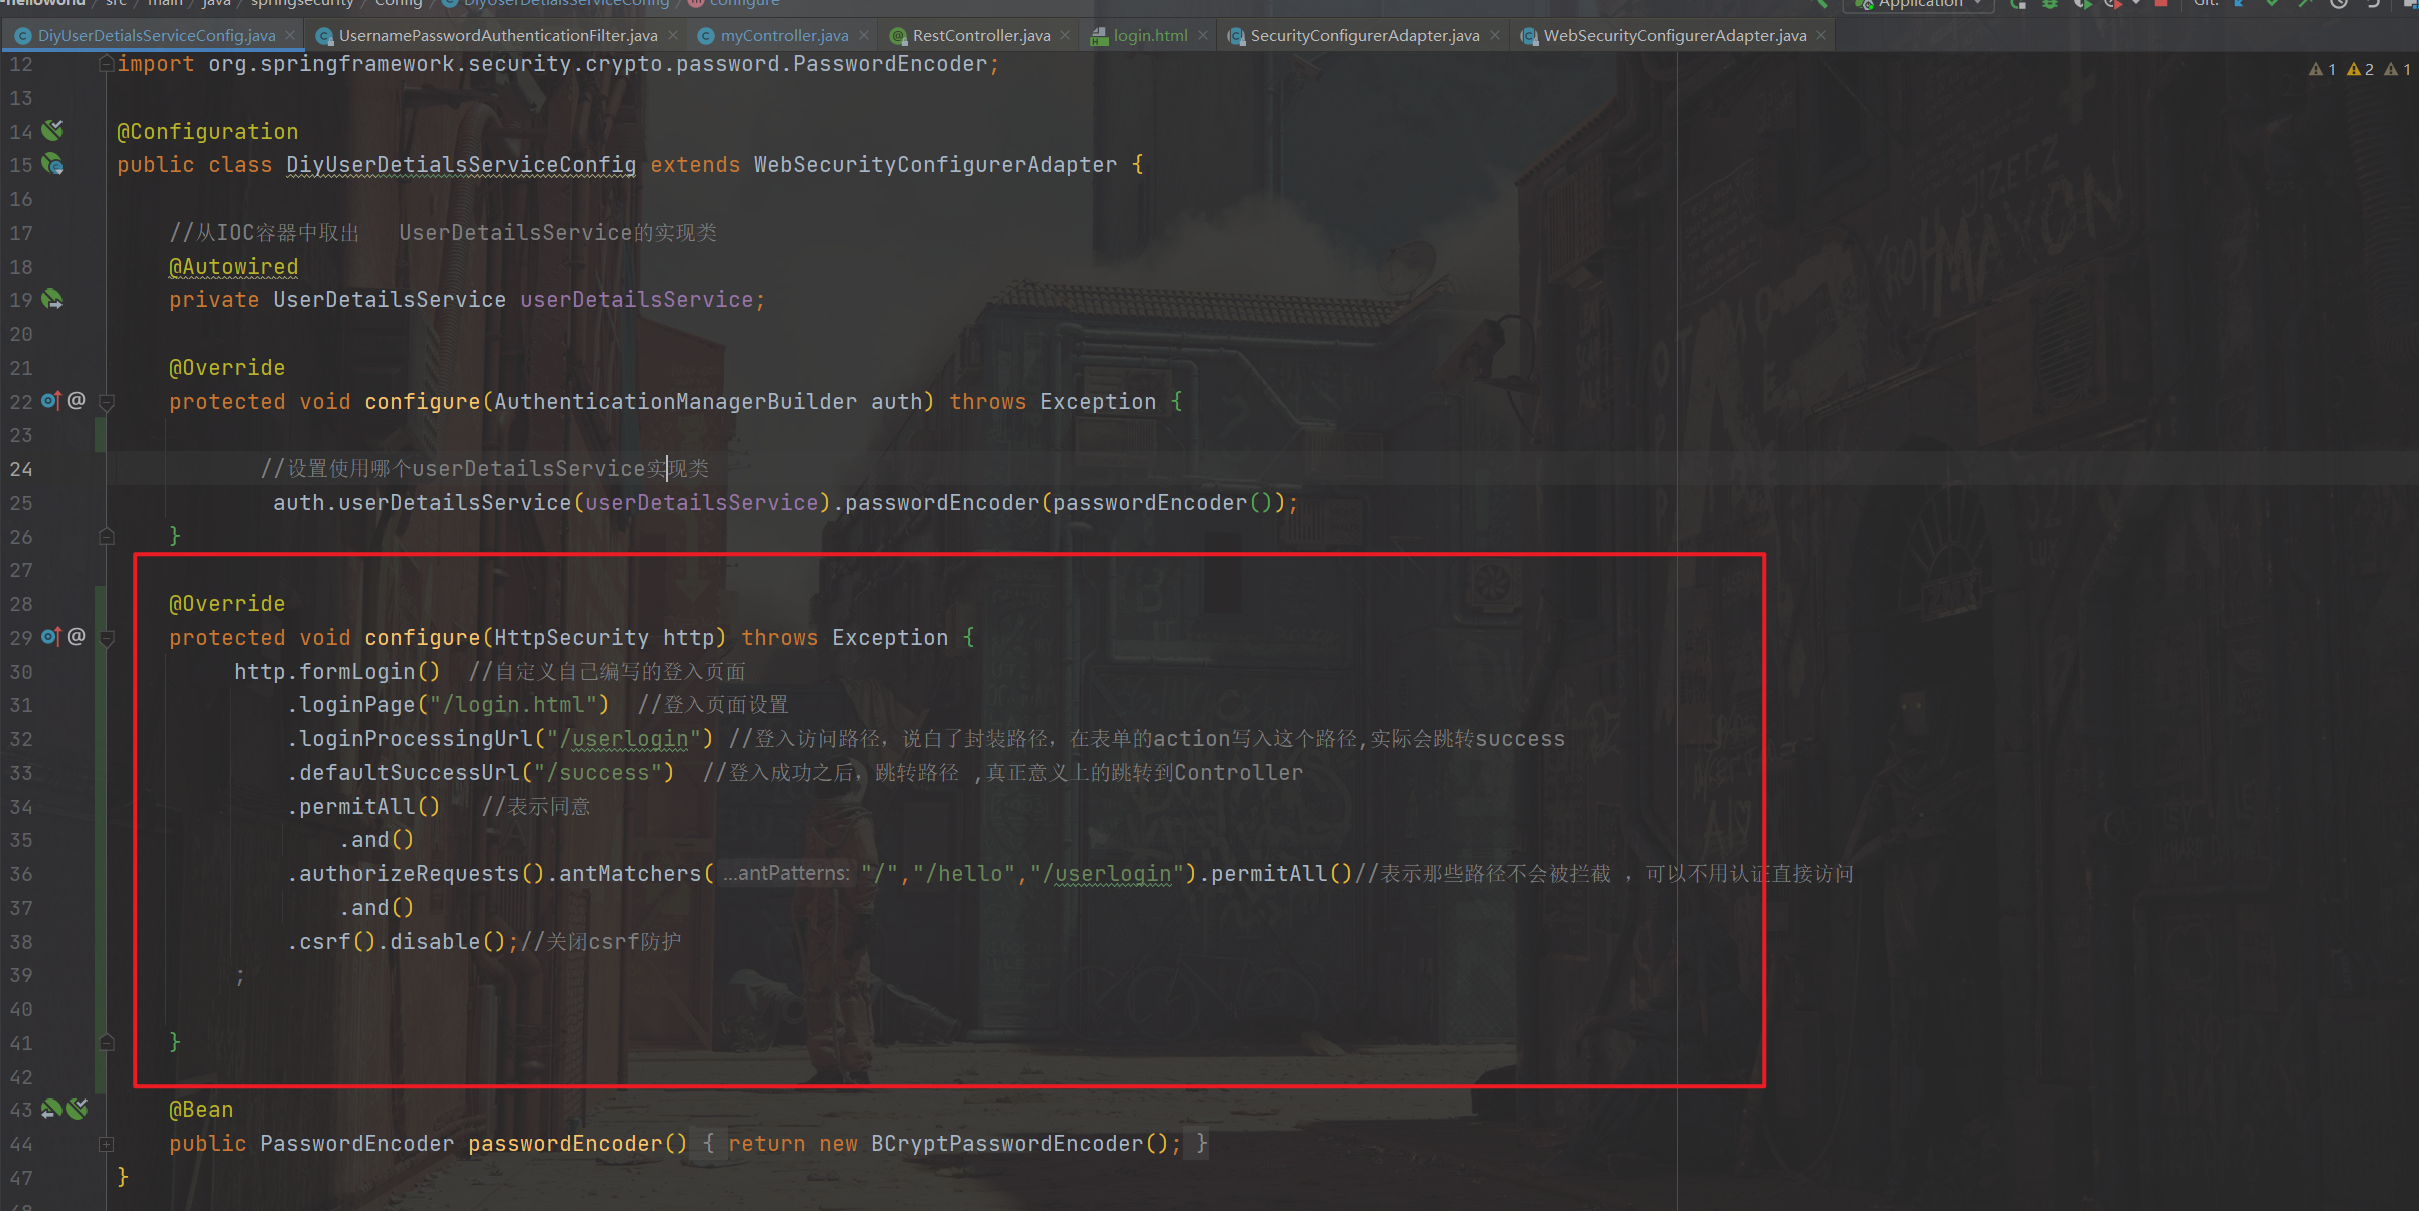 -helloworld / src / main / java / springsecurity / Config / DiyUserDetialsServiceConfig / configure
Application
Git:
DiyUserDetialsServiceConfig.java
UsernamePasswordAuthenticationFilter.java
myController.java
RestController.java
login.html
SecurityConfigurerAdapter.java
WebSecurityConfigurerAdapter.java
1 2 1
12 import org.springframework.security.crypto.password.PasswordEncoder;
13
14 @Configuration
15 public class DiyUserDetialsServiceConfig extends WebSecurityConfigurerAdapter {
16
17 //从IOC容器中取出   UserDetailsService的实现类
18 @Autowired
19 private UserDetailsService userDetailsService;
20
21 @Override
22 protected void configure(AuthenticationManagerBuilder auth) throws Exception {
23
24 //设置使用哪个userDetailsService实现类
25 auth.userDetailsService(userDetailsService).passwordEncoder(passwordEncoder());
26 }
27
28 @Override
29 protected void configure(HttpSecurity http) throws Exception {
30 http.formLogin()  //自定义自己编写的登入页面
31 .loginPage("/login.html")  //登入页面设置
32 .loginProcessingUrl("/userlogin") //登入访问路径，说白了封装路径，在表单的action写入这个路径,实际会跳转success
33 .defaultSuccessUrl("/success")  //登入成功之后，跳转路径 ,真正意义上的跳转到Controller
34 .permitAll()   //表示同意
35 .and()
36 .authorizeRequests().antMatchers( ...antPatterns: "/","/hello","/userlogin").permitAll()//表示那些路径不会被拦截 ，可以不用认证直接访问
37 .and()
38 .csrf().disable();//关闭csrf防护
39 ;
40
41 }
42
43 @Bean
44 public PasswordEncoder passwordEncoder() { return new BCryptPasswordEncoder(); }
47 }
48